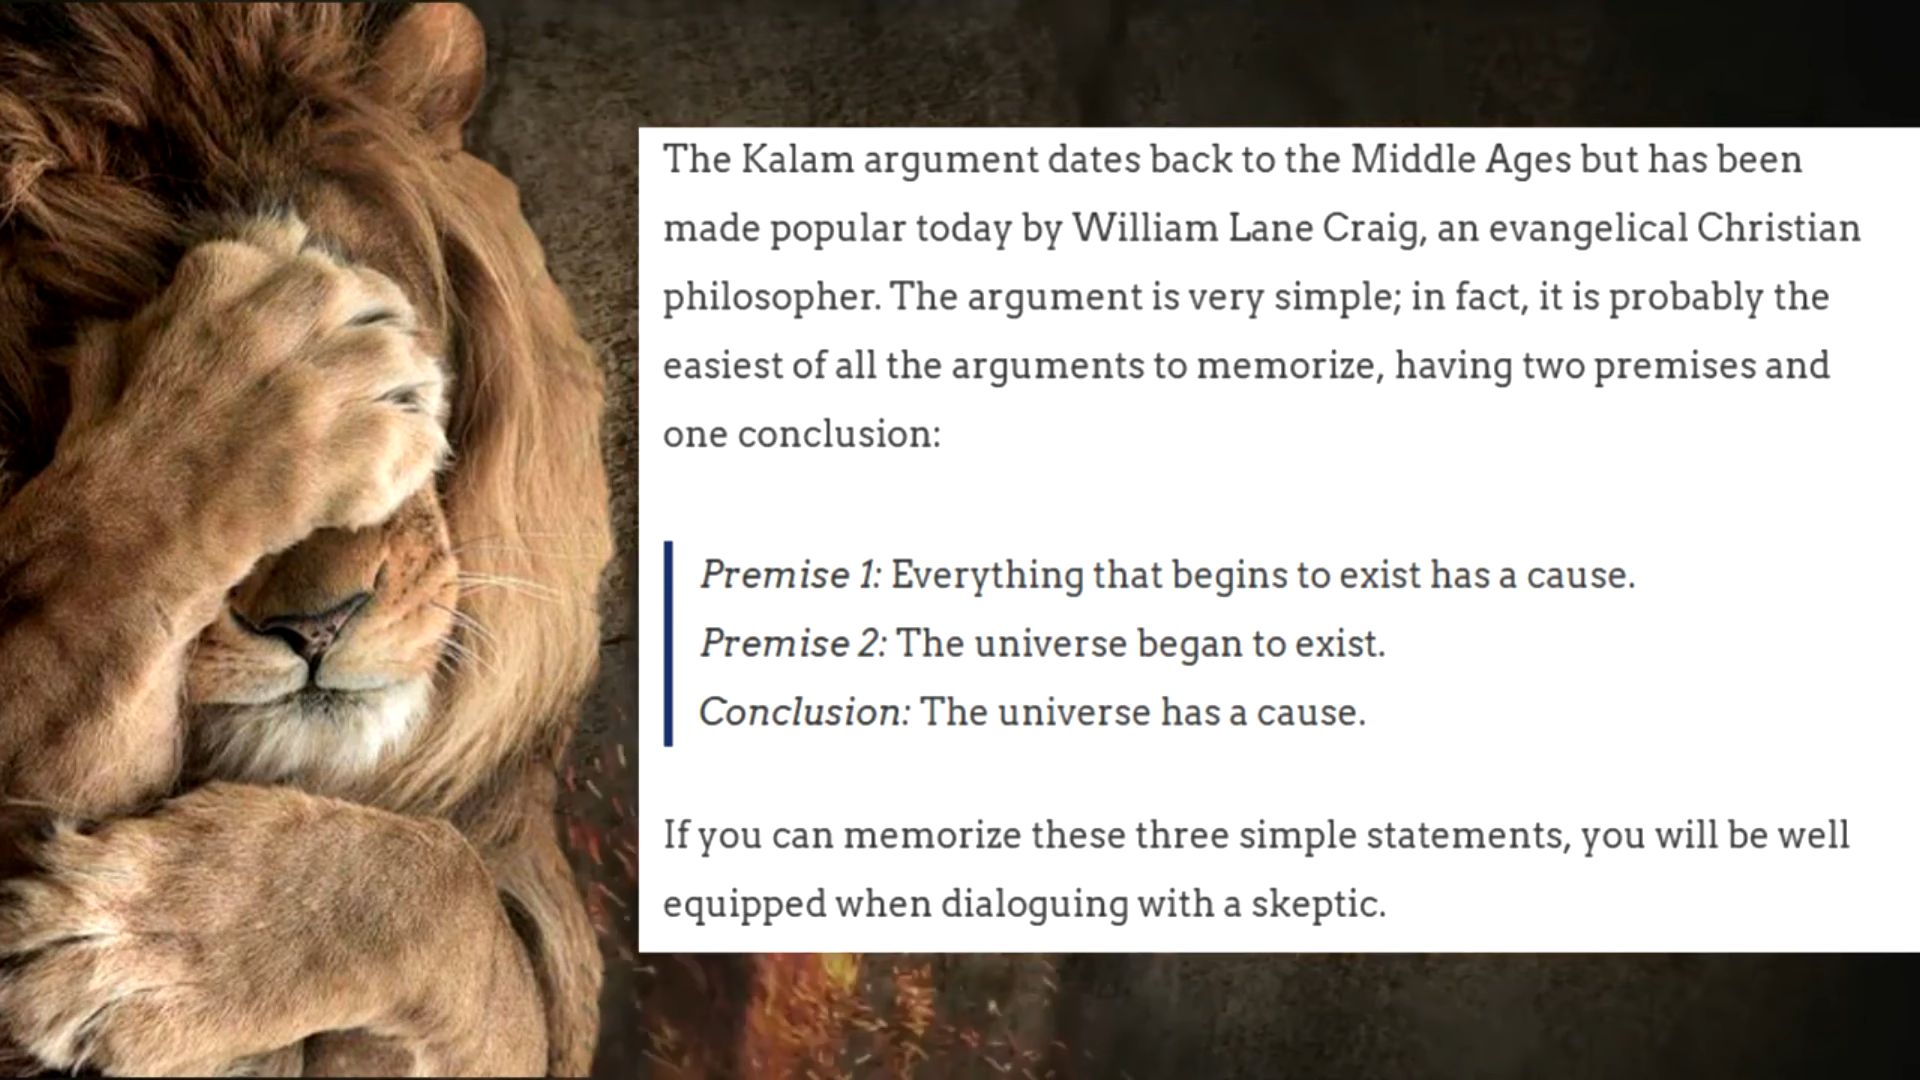 The Kalam argument dates back to the Middle Ages but has been
made popular today by William Lane Craig, an evangelical Christian
philosopher. The argument is very simple; in fact, it is probably the
easiest of all the arguments to memorize, having two premises and
one conclusion:
Premise 1: Everything that begins to exist has a cause.
Premise 2: The universe began to exist.
Conclusion: The universe has a cause.
If you can memorize these three simple statements, you will be well
equipped when dialoguing with a skeptic.